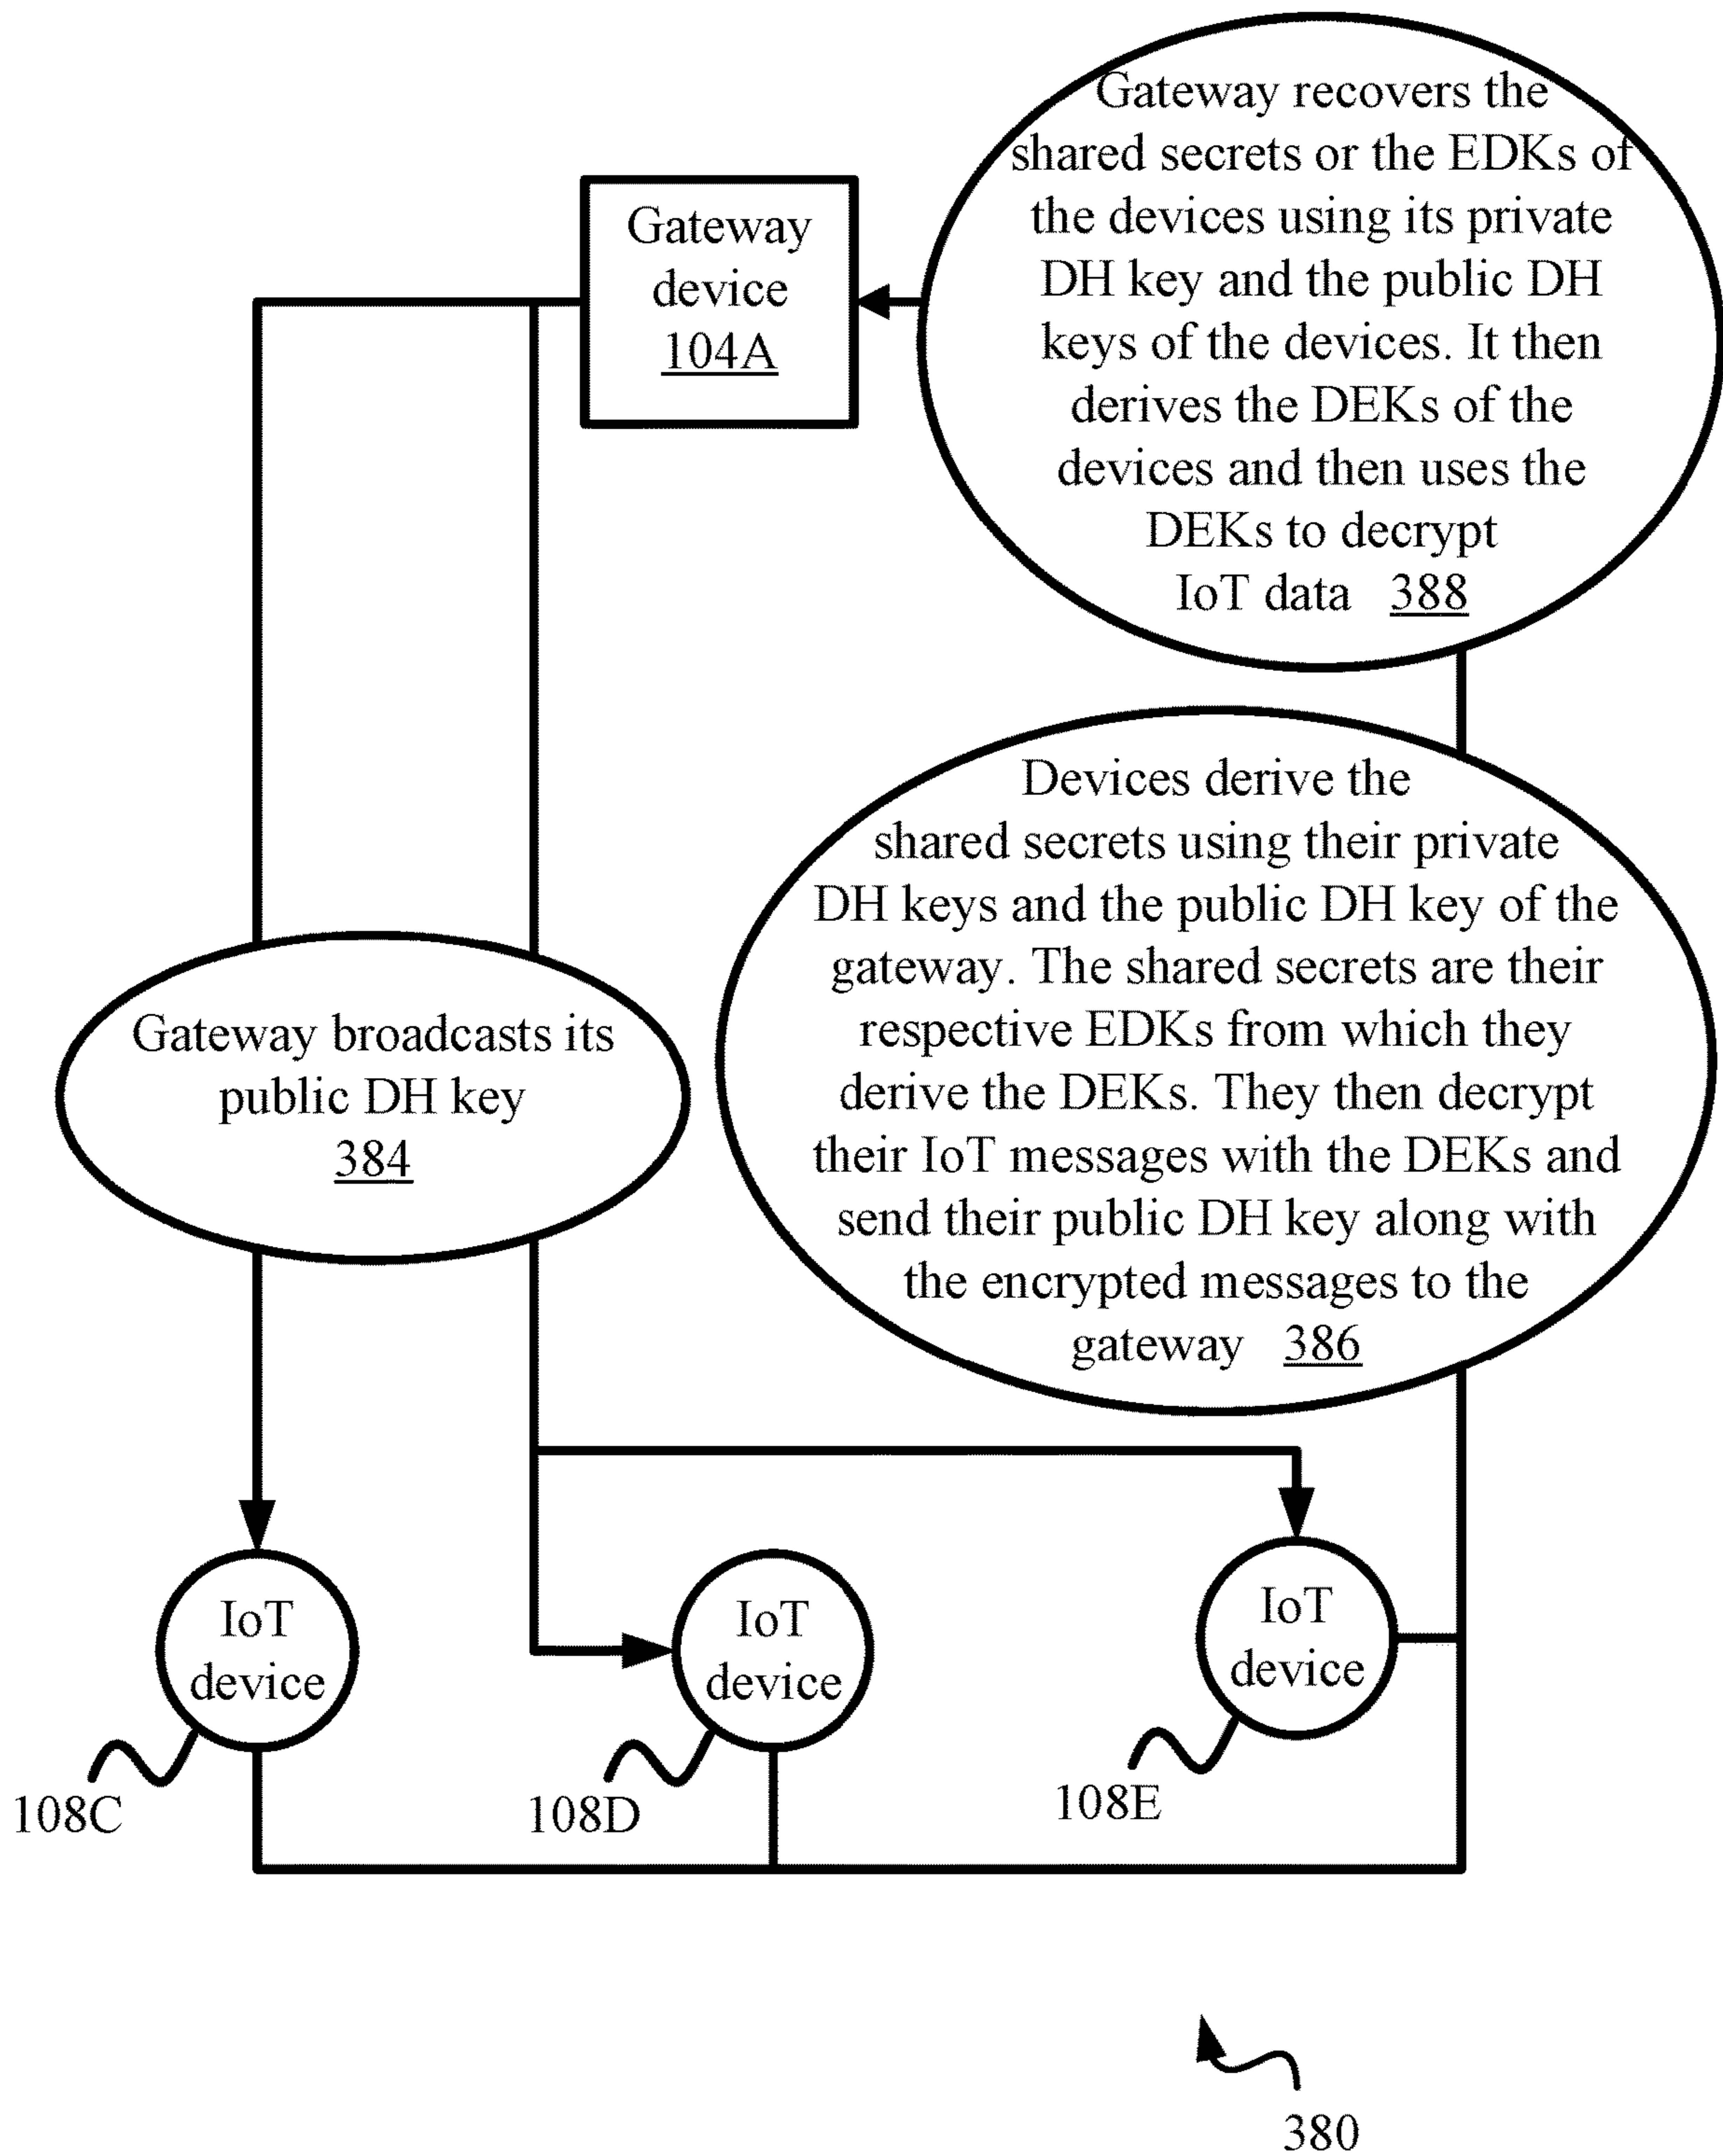 Gateway
device
104A
Gateway recovers the
shared secrets or the EDKs of
the devices using its private
DH key and the public DH
keys of the devices. It then
derives the DEKs of the
devices and then uses the
DEKs to decrypt
IoT data 388
Gateway broadcasts its
public DH key
384
Devices derive the
shared secrets using their private
DH keys and the public DH key of the
gateway. The shared secrets are their
respective EDKs from which they
derive the DEKs. They then decrypt
their IoT messages with the DEKs and
send their public DH key along with
the encrypted messages to the
gateway 386
IoT
device
108C
IoT
device
108D
IoT
device
108E
380